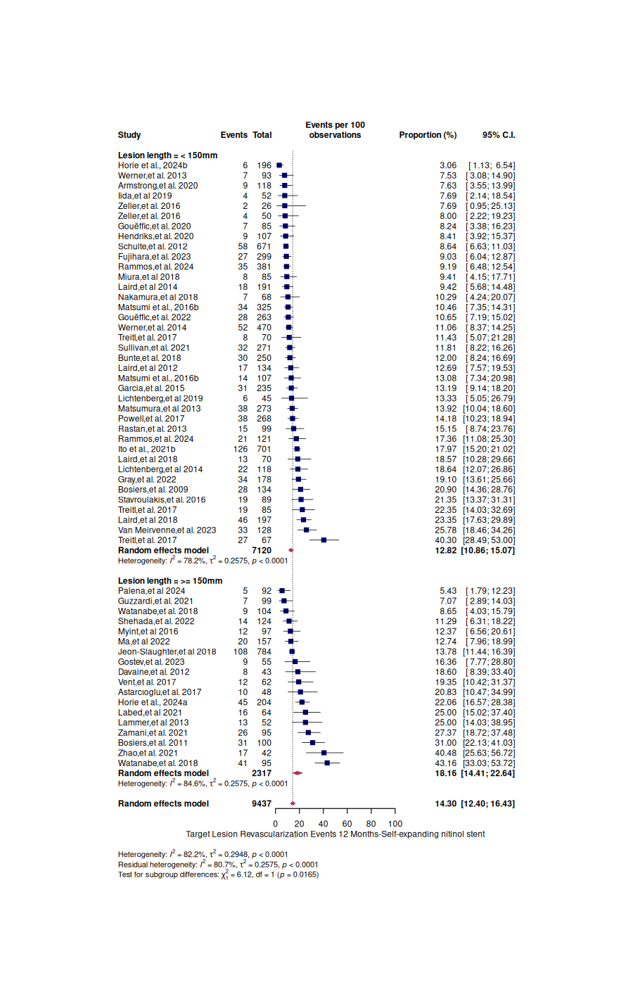 Events per 100
Study Events Total observations Proportion (%) 95% C.I.
Lesion length = < 150mm
Horie et al., 2024b 6 196 3.06 [ 1.13; 6.54]
Werner,et al. 2013 7 93 7.53 [ 3.08; 14.90]
Armstrong,et al. 2020 9 118 7.63 [ 3.55; 13.99]
Iida,et al 2019 4 52 7.69 [ 2.14; 18.54]
Zeller,et al. 2016 2 26 7.69 [ 0.95; 25.13]
Zeller,et al. 2016 4 50 8.00 [ 2.22; 19.23]
Gouëffic,et al. 2020 7 85 8.24 [ 3.38; 16.23]
Hendriks,et al. 2020 9 107 8.41 [ 3.92; 15.37]
Schulte,et al. 2012 58 671 8.64 [ 6.63; 11.03]
Fujihara,et al. 2023 27 299 9.03 [ 6.04; 12.87]
Rammos,et al. 2024 35 381 9.19 [ 6.48; 12.54]
Miura,et al 2018 8 85 9.41 [ 4.15; 17.71]
Laird,et al 2014 18 191 9.42 [ 5.68; 14.48]
Nakamura,et al 2018 7 68 10.29 [ 4.24; 20.07]
Matsumi et al., 2016b 34 325 10.46 [ 7.35; 14.31]
Gouëffic,et al. 2022 28 263 10.65 [ 7.19; 15.02]
Werner,et al. 2014 52 470 11.06 [ 8.37; 14.25]
Treitl,et al. 2017 8 70 11.43 [ 5.07; 21.28]
Sullivan,et al. 2021 32 271 11.81 [ 8.22; 16.26]
Bunte,et al. 2018 30 250 12.00 [ 8.24; 16.69]
Laird,et al 2012 17 134 12.69 [ 7.57; 19.53]
Matsumi et al., 2016b 14 107 13.08 [ 7.34; 20.98]
Garcia,et al. 2015 31 235 13.19 [ 9.14; 18.20]
Lichtenberg,et al 2019 6 45 13.33 [ 5.05; 26.79]
Matsumura,et al 2013 38 273 13.92 [10.04; 18.60]
Powell,et al. 2017 38 268 14.18 [10.23; 18.94]
Rastan,et al. 2013 15 99 15.15 [ 8.74; 23.76]
Rammos,et al. 2024 21 121 17.36 [11.08; 25.30]
Ito et al., 2021b 126 701 17.97 [15.20; 21.02]
Laird,et al 2018 13 70 18.57 [10.28; 29.66]
Lichtenberg,et al 2014 22 118 18.64 [12.07; 26.86]
Gray,et al. 2022 34 178 19.10 [13.61; 25.66]
Bosiers,et al. 2009 28 134 20.90 [14.36; 28.76]
Stavroulakis,et al. 2016 19 89 21.35 [13.37; 31.31]
Treitl,et al. 2017 19 85 22.35 [14.03; 32.69]
Laird,et al 2018 46 197 23.35 [17.63; 29.89]
Van Meirvenne,et al. 2023 33 128 25.78 [18.46; 34.26]
Treitl,et al. 2017 27 67 40.30 [28.49; 53.00]
Random effects model 7120 12.82 [10.86; 15.07]
Heterogeneity: I² = 78.2%, τ² = 0.2575, p < 0.0001
Lesion length = >= 150mm
Palena,et al 2024 5 92 5.43 [ 1.79; 12.23]
Guzzardi,et al. 2021 7 99 7.07 [ 2.89; 14.03]
Watanabe,et al. 2018 9 104 8.65 [ 4.03; 15.79]
Shehada,et al. 2022 14 124 11.29 [ 6.31; 18.22]
Myint,et al 2016 12 97 12.37 [ 6.56; 20.61]
Ma,et al 2022 20 157 12.74 [ 7.96; 18.99]
Jeon-Slaughter,et al 2018 108 784 13.78 [11.44; 16.39]
Gostev,et al. 2023 9 55 16.36 [ 7.77; 28.80]
Davaine,et al. 2012 8 43 18.60 [ 8.39; 33.40]
Vent,et al. 2017 12 62 19.35 [10.42; 31.37]
Astarcıoglu,et al. 2017 10 48 20.83 [10.47; 34.99]
Horie et al., 2024a 45 204 22.06 [16.57; 28.38]
Labed,et al 2021 16 64 25.00 [15.02; 37.40]
Lammer,et al 2013 13 52 25.00 [14.03; 38.95]
Zamani,et al. 2021 26 95 27.37 [18.72; 37.48]
Bosiers,et al. 2011 31 100 31.00 [22.13; 41.03]
Zhao,et al. 2021 17 42 40.48 [25.63; 56.72]
Watanabe,et al. 2018 41 95 43.16 [33.03; 53.72]
Random effects model 2317 18.16 [14.41; 22.64]
Heterogeneity: I² = 84.6%, τ² = 0.2575, p < 0.0001
Random effects model 9437 14.30 [12.40; 16.43]
0 20 40 60 80 100
Target Lesion Revascularization Events 12 Months-Self-expanding nitinol stent
Heterogeneity: I² = 82.2%, τ² = 0.2948, p < 0.0001
Residual heterogeneity: I² = 80.7%, τ² = 0.2575, p < 0.0001
Test for subgroup differences: χ²₁ = 6.12, df = 1 (p = 0.0165)